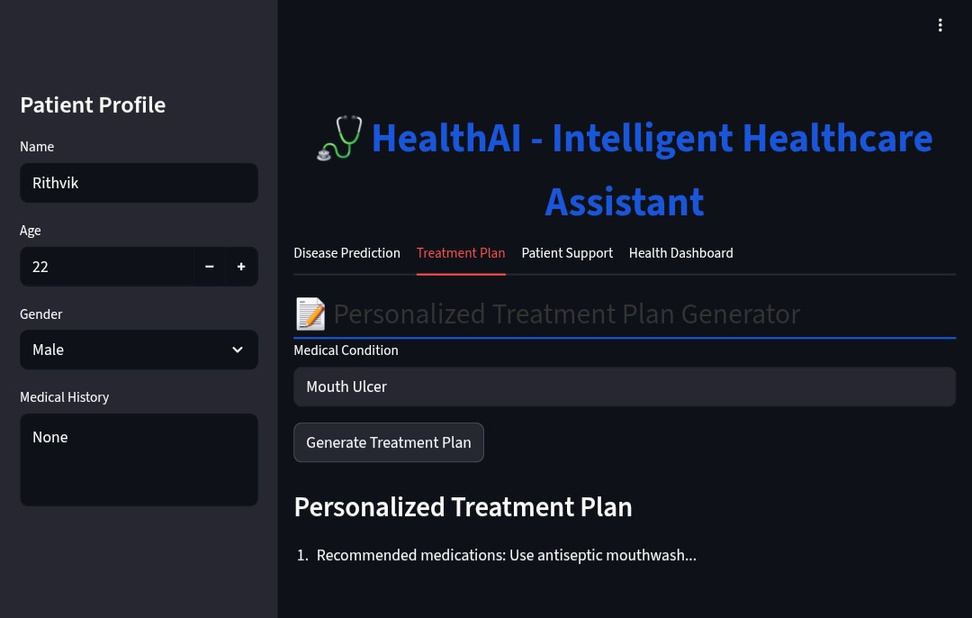 Patient Profile
Name
Rithvik
Age
22
Gender
Male
Medical History
None
HealthAI - Intelligent Healthcare
Assistant
Disease Prediction Treatment Plan Patient Support Health Dashboard
Personalized Treatment Plan Generator
Medical Condition
Mouth Ulcer
Generate Treatment Plan
Personalized Treatment Plan
1. Recommended medications: Use antiseptic mouthwash...